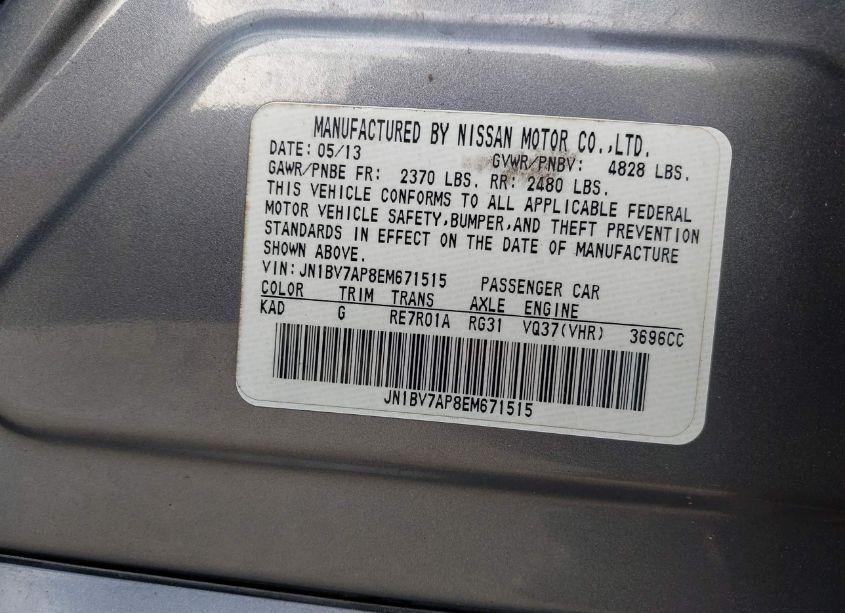 MANUFACTURED BY NISSAN MOTOR CO.,LTD.
DATE: 05/13 GVWR/PNBV: 4828 LBS.
GAWR/PNBE FR: 2370 LBS. RR: 2480 LBS.
THIS VEHICLE CONFORMS TO ALL APPLICABLE FEDERAL
MOTOR VEHICLE SAFETY,BUMPER,AND THEFT PREVENTION
STANDARDS IN EFFECT ON THE DATE OF MANUFACTURE
SHOWN ABOVE.
VIN:JN1BV7AP8EM671515 PASSENGER CAR
COLOR TRIM TRANS AXLE ENGINE
KAD G RE7R01A RG31 VQ37(VHR) 3696CC
JN1BV7AP8EM671515